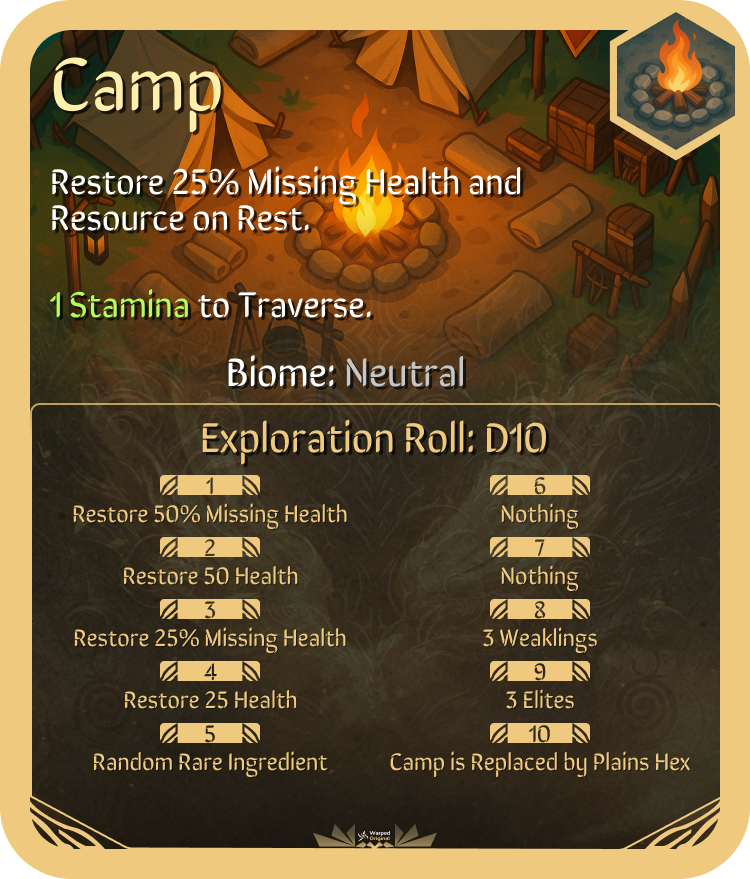 Camp
Restore 25% Missing Health and
Resource on Rest.
1 Stamina to Traverse.
Biome: Neutral
Exploration Roll: D10
1
Restore 50% Missing Health
2
Restore 50 Health
3
Restore 25% Missing Health
4
Restore 25 Health
5
Random Rare Ingredient
6
Nothing
7
Nothing
8
3 Weaklings
9
3 Elites
10
Camp is Replaced by Plains Hex
Warped
Original